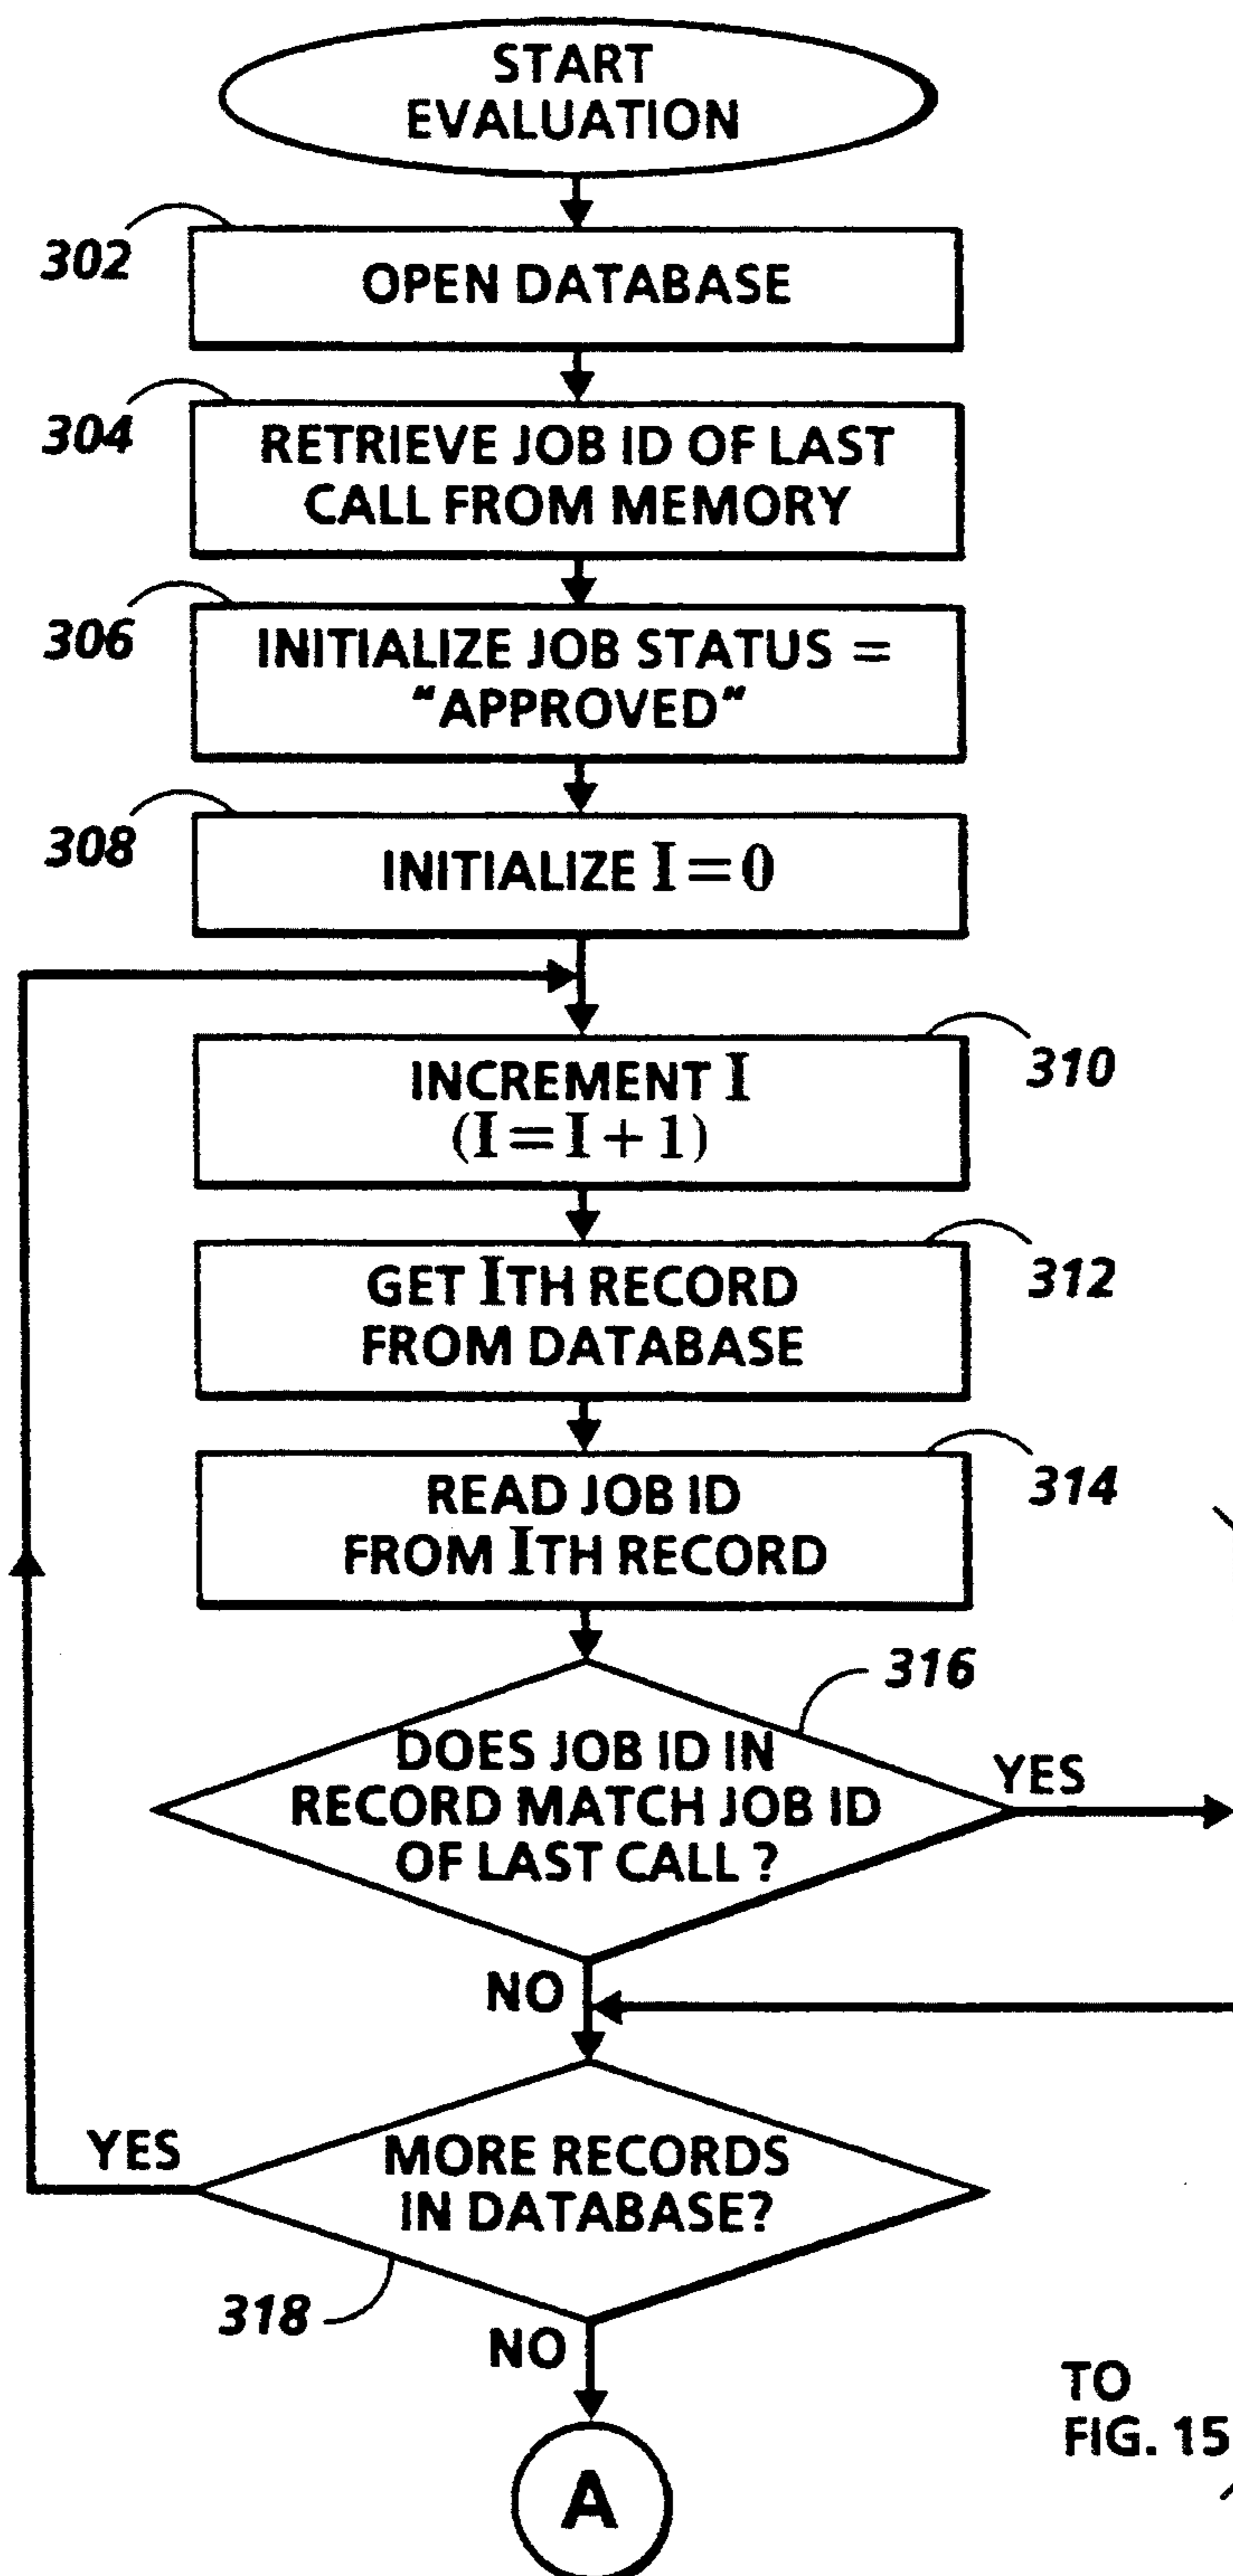 START
EVALUATION
302
OPEN DATABASE
304
RETRIEVE JOB ID OF LAST
CALL FROM MEMORY
306
INITIALIZE JOB STATUS =
"APPROVED"
308
INITIALIZE I=0
INCREMENT I
(I=I+1)
310
GET ITH RECORD
FROM DATABASE
312
READ JOB ID
FROM ITH RECORD
314
316
DOES JOB ID IN
RECORD MATCH JOB ID
OF LAST CALL ?
YES
NO
YES
MORE RECORDS
IN DATABASE?
318
NO
TO
FIG. 15
A